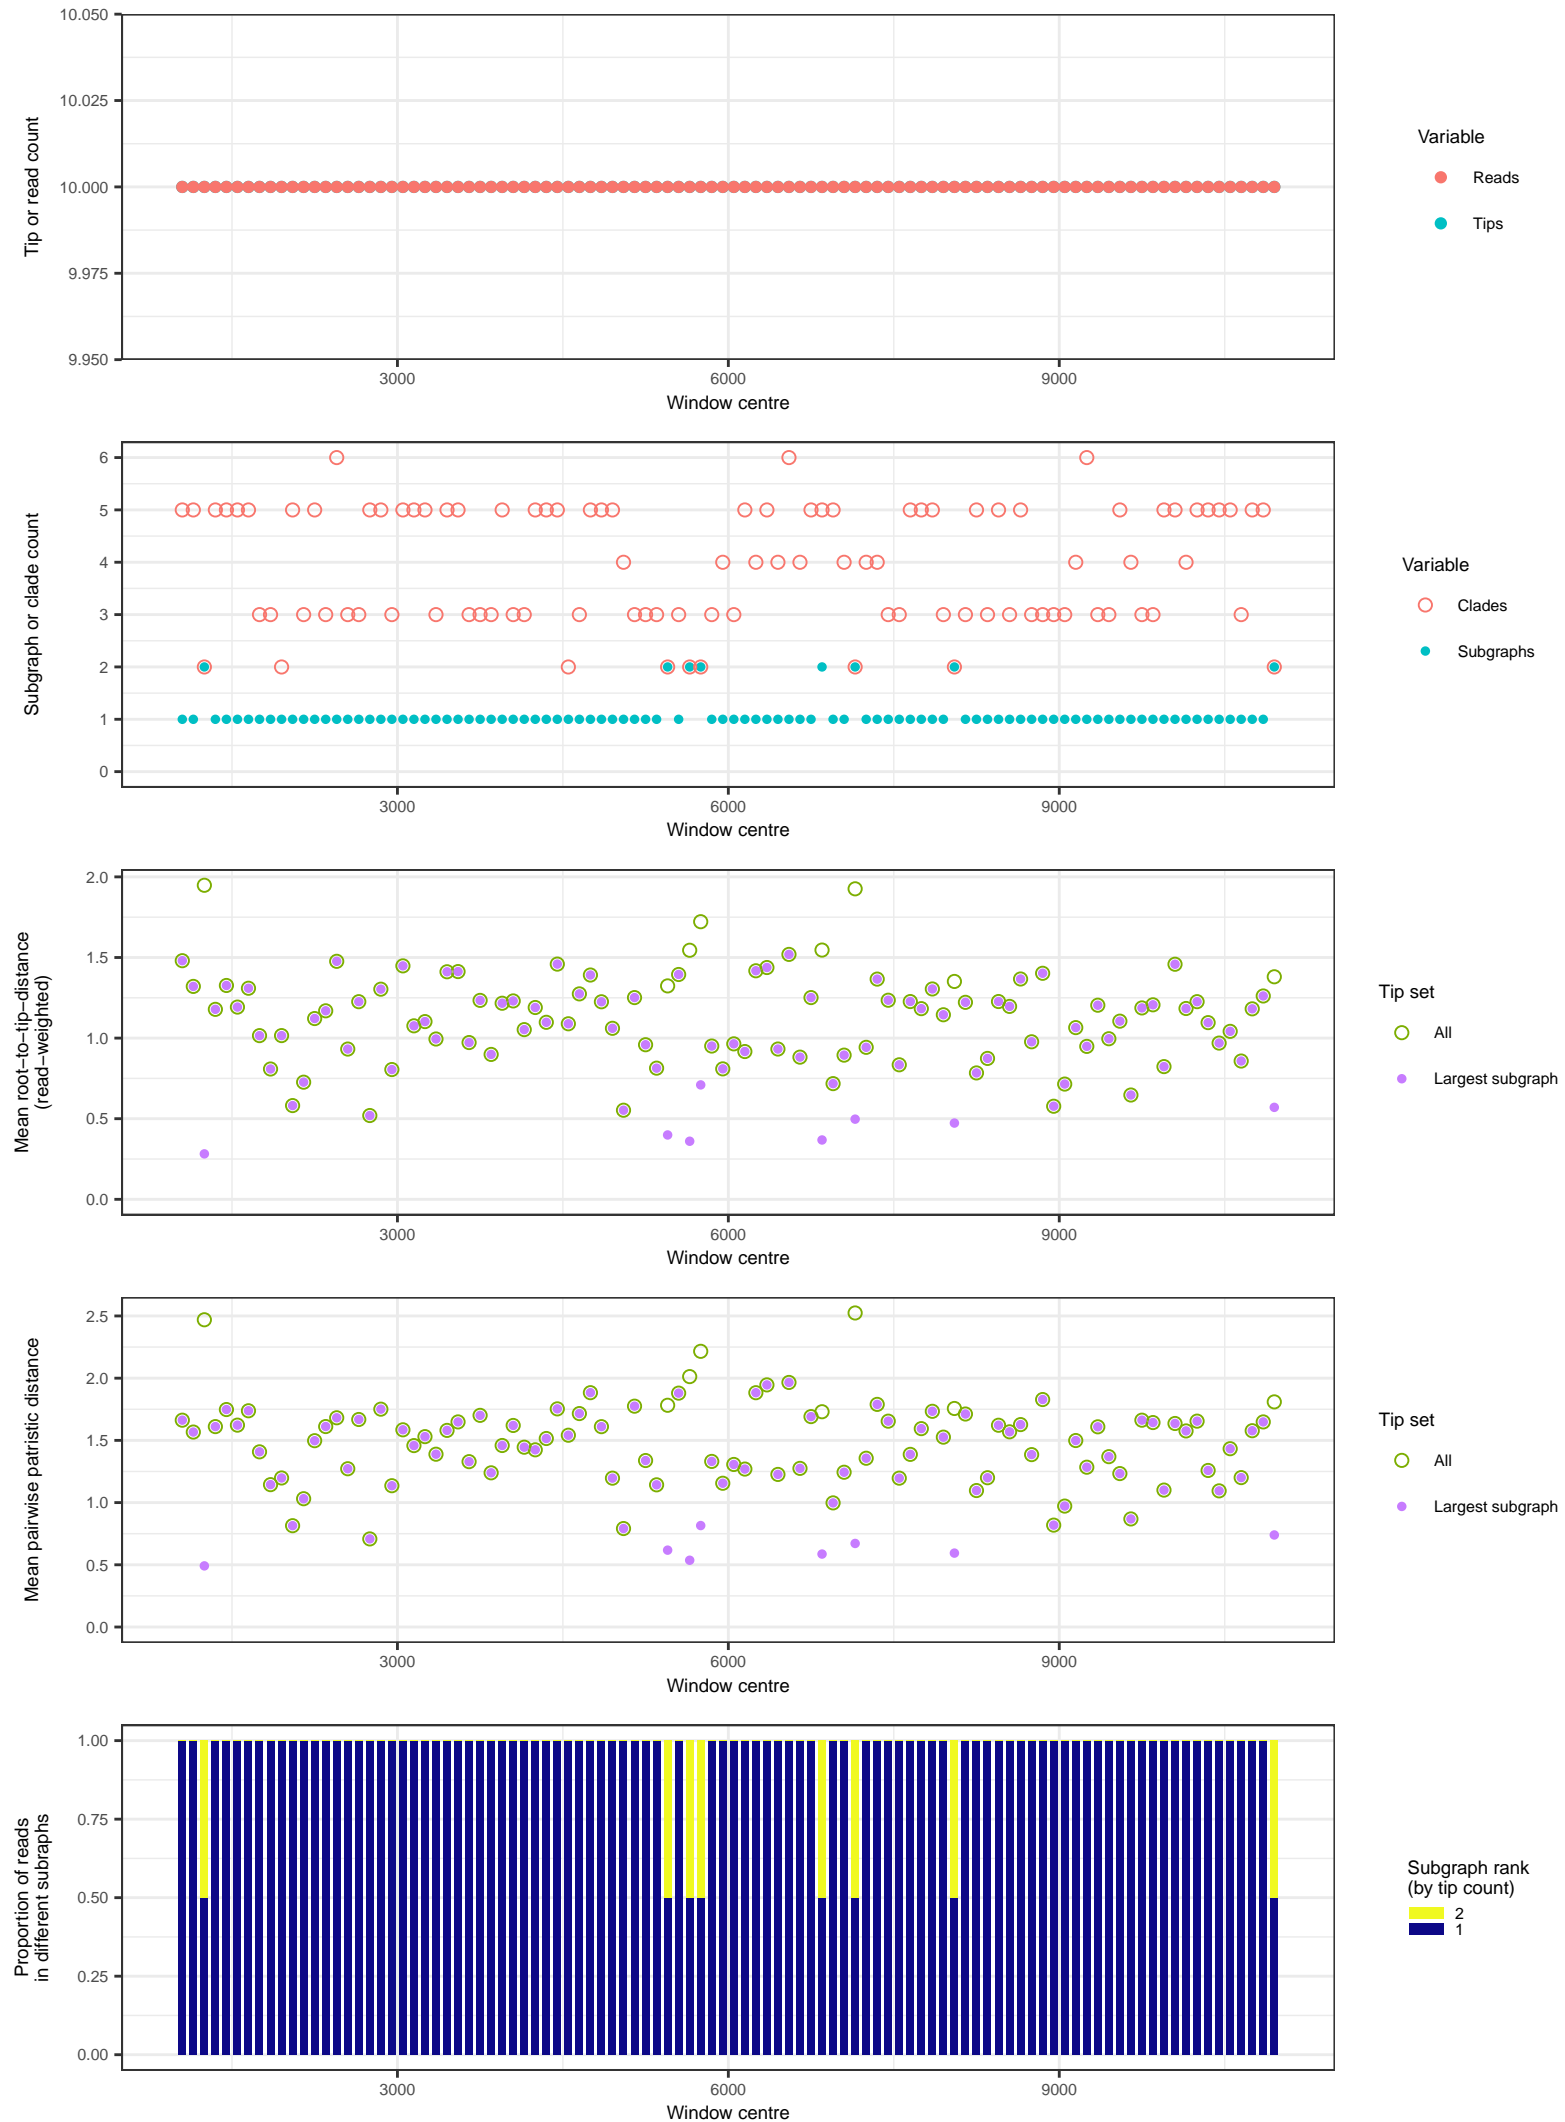 10.050
10.025
10.000
9.975
9.950
Tip or read count
3000 6000 9000
Window centre
Variable
Reads
Tips
6
5
4
3
2
1
0
Subgraph or clade count
3000 6000 9000
Window centre
Variable
Clades
Subgraphs
2.0
1.5
1.0
0.5
0.0
Mean root–to–tip–distance
(read–weighted)
3000 6000 9000
Window centre
Tip set
All
Largest subgraph
2.5
2.0
1.5
1.0
0.5
0.0
Mean pairwise patristic distance
3000 6000 9000
Window centre
Tip set
All
Largest subgraph
1.00
0.75
0.50
0.25
0.00
Proportion of reads
in different subraphs
3000 6000 9000
Window centre
Subgraph rank
(by tip count)
2
1